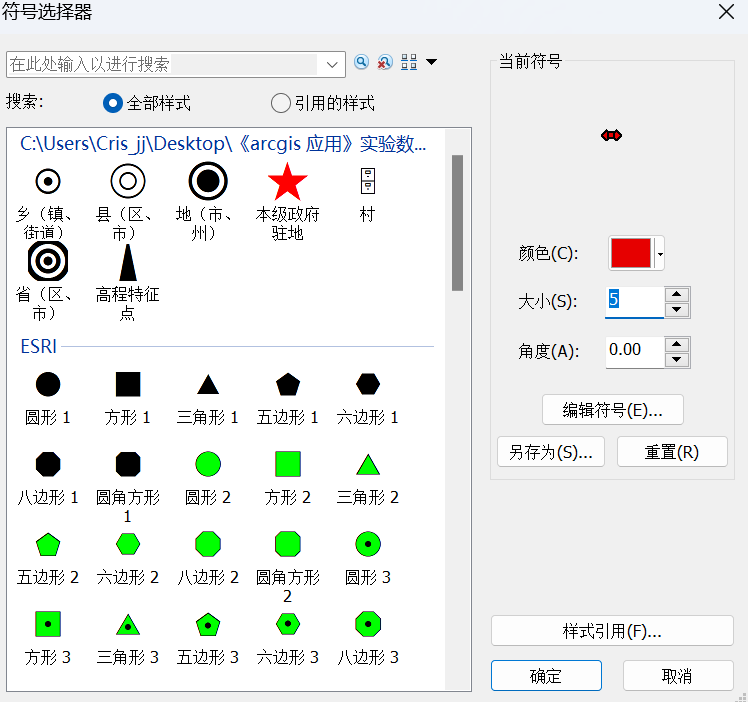 符号选择器
在此处输入以进行搜索
搜索:
全部样式
引用的样式
C:\Users\Cris_jj\Desktop\《arcgis 应用》实验数...
乡（镇、
街道）
县（区、
市）
地（市、
州）
本级政府
驻地
村
省（区、
市）
高程特征
点
ESRI
圆形 1
方形 1
三角形 1
五边形 1
六边形 1
八边形 1
圆角方形
1
圆形 2
方形 2
三角形 2
五边形 2
六边形 2
八边形 2
圆角方形
2
圆形 3
方形 3
三角形 3
五边形 3
六边形 3
八边形 3
当前符号
颜色(C):
大小(S):
5
角度(A):
0.00
编辑符号(E)...
另存为(S)...
重置(R)
样式引用(F)...
确定
取消